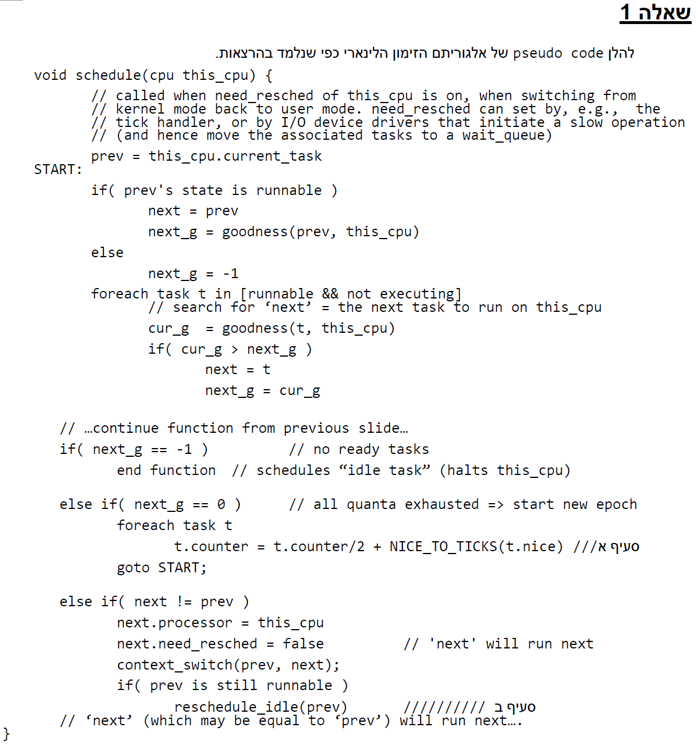 שאלה 1
להלן pseudo code של אלגוריתם הזימון הלינארי כפי שנלמד בהרצאות.
void schedule(cpu this_cpu) {
// called when need_resched of this_cpu is on, when switching from
// kernel mode back to user mode. need_resched can set by, e.g.,  the
// tick handler, or by I/O device drivers that initiate a slow operation
// (and hence move the associated tasks to a wait_queue)
prev = this_cpu.current_task
START:
if( prev's state is runnable )
next = prev
next_g = goodness(prev, this_cpu)
else
next_g = -1
foreach task t in [runnable && not executing]
// search for ‘next’ = the next task to run on this_cpu
cur_g  = goodness(t, this_cpu)
if( cur_g > next_g )
next = t
next_g = cur_g
// …continue function from previous slide…
if( next_g == -1 )          // no ready tasks
end function  // schedules “idle task” (halts this_cpu)
else if( next_g == 0 )      // all quanta exhausted => start new epoch
foreach task t
t.counter = t.counter/2 + NICE_TO_TICKS(t.nice) ///סעיף א
goto START;
else if( next != prev )
next.processor = this_cpu
next.need_resched = false          // 'next' will run next
context_switch(prev, next);
if( prev is still runnable )
reschedule_idle(prev)       ////////// סעיף ב
// ‘next’ (which may be equal to ‘prev’) will run next….
}